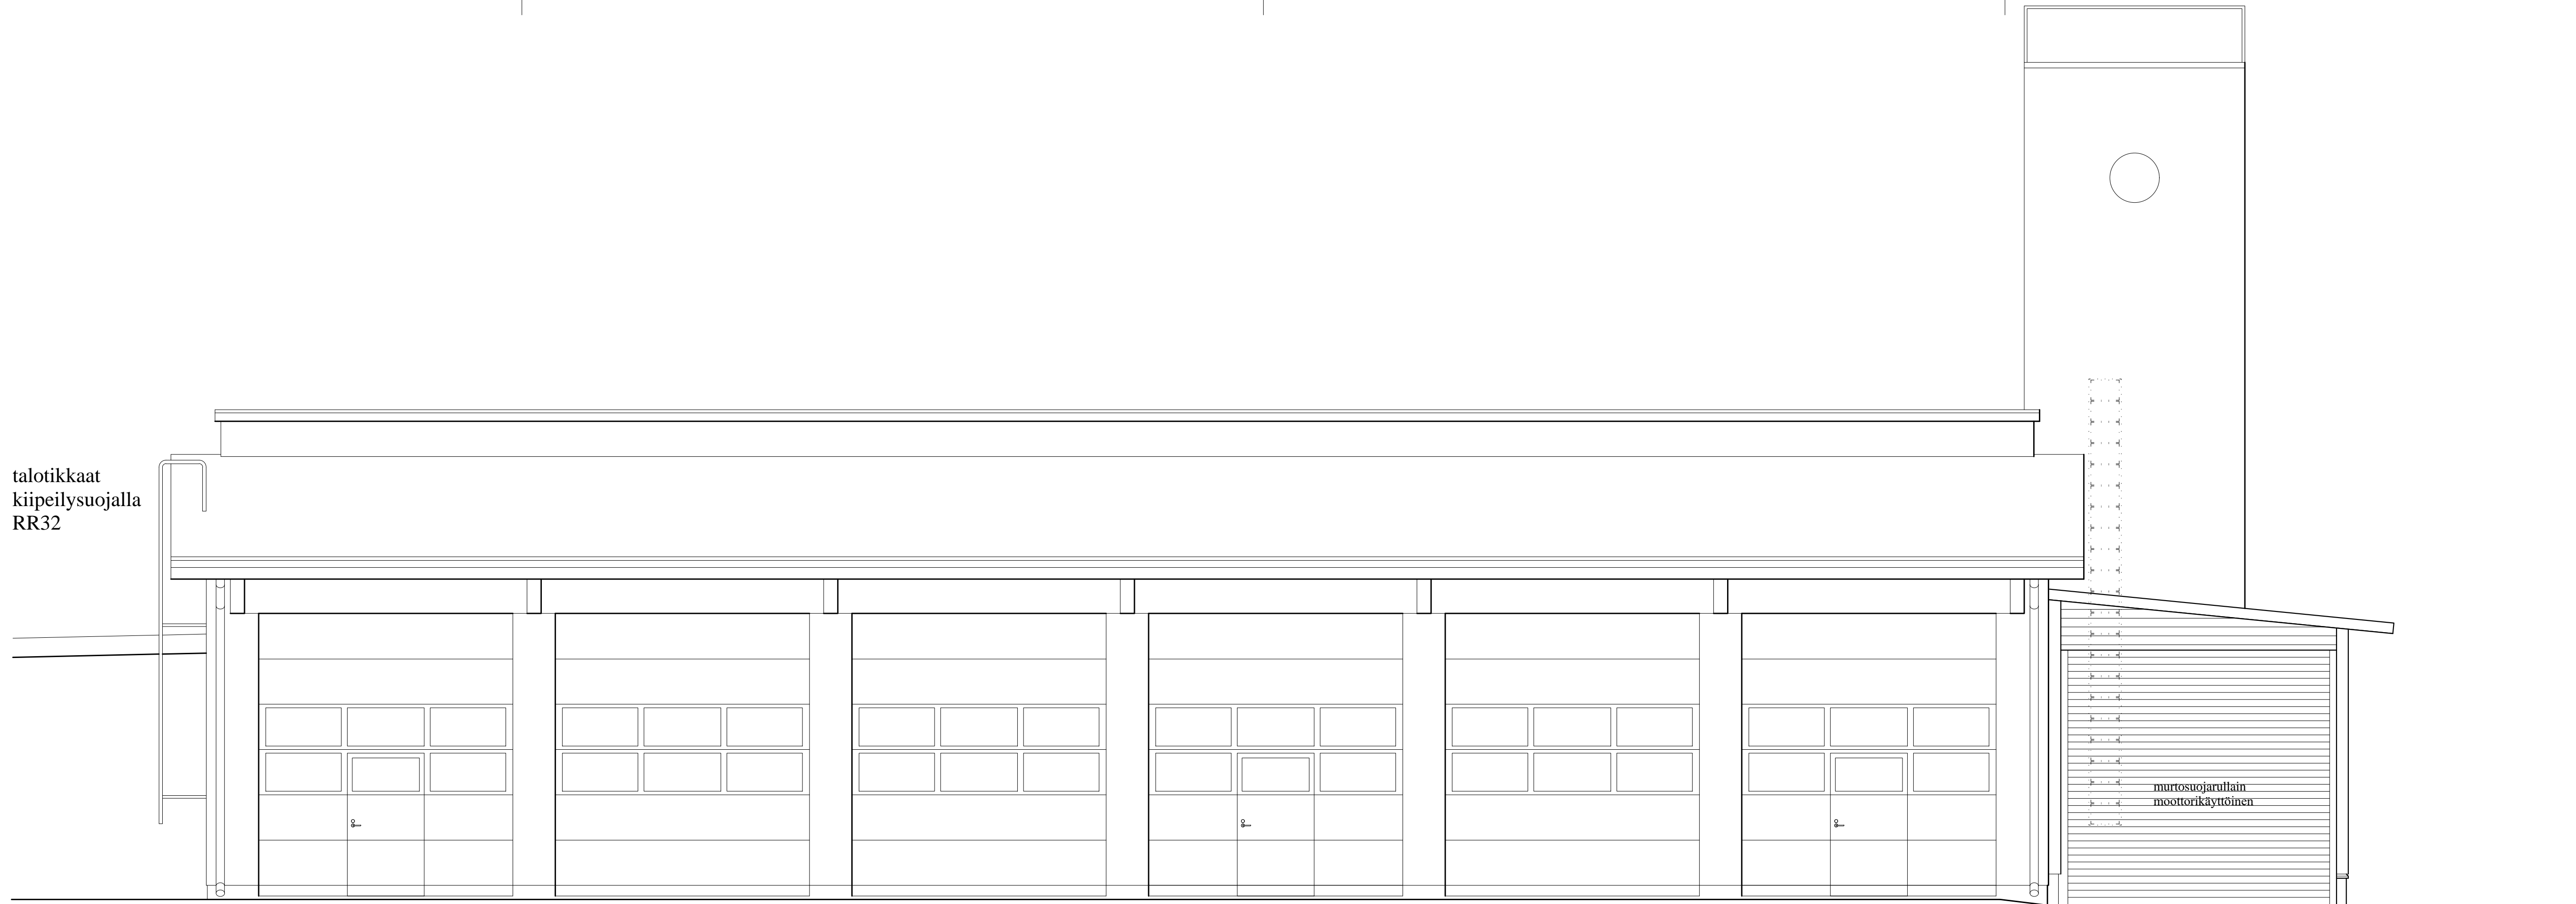 talotikkaat
kiipeilysuojalla
RR32
murtosuojarullain
moottorikäyttöinen